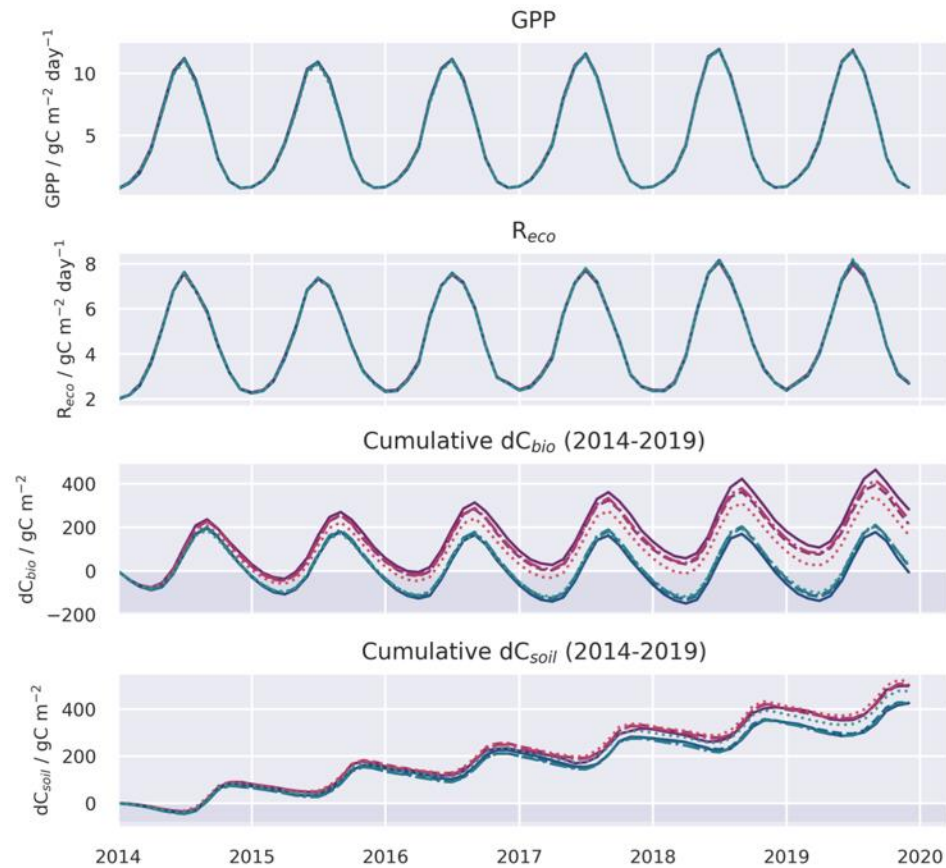 GPP
GPP / gC m⁻² day⁻¹
10
5
R_eco
R_eco / gC m⁻² day⁻¹
8
6
4
2
Cumulative dC_bio (2014-2019)
dC_bio / gC m⁻²
400
200
0
−200
Cumulative dC_soil (2014-2019)
dC_soil / gC m⁻²
400
200
0
2014 2015 2016 2017 2018 2019 2020